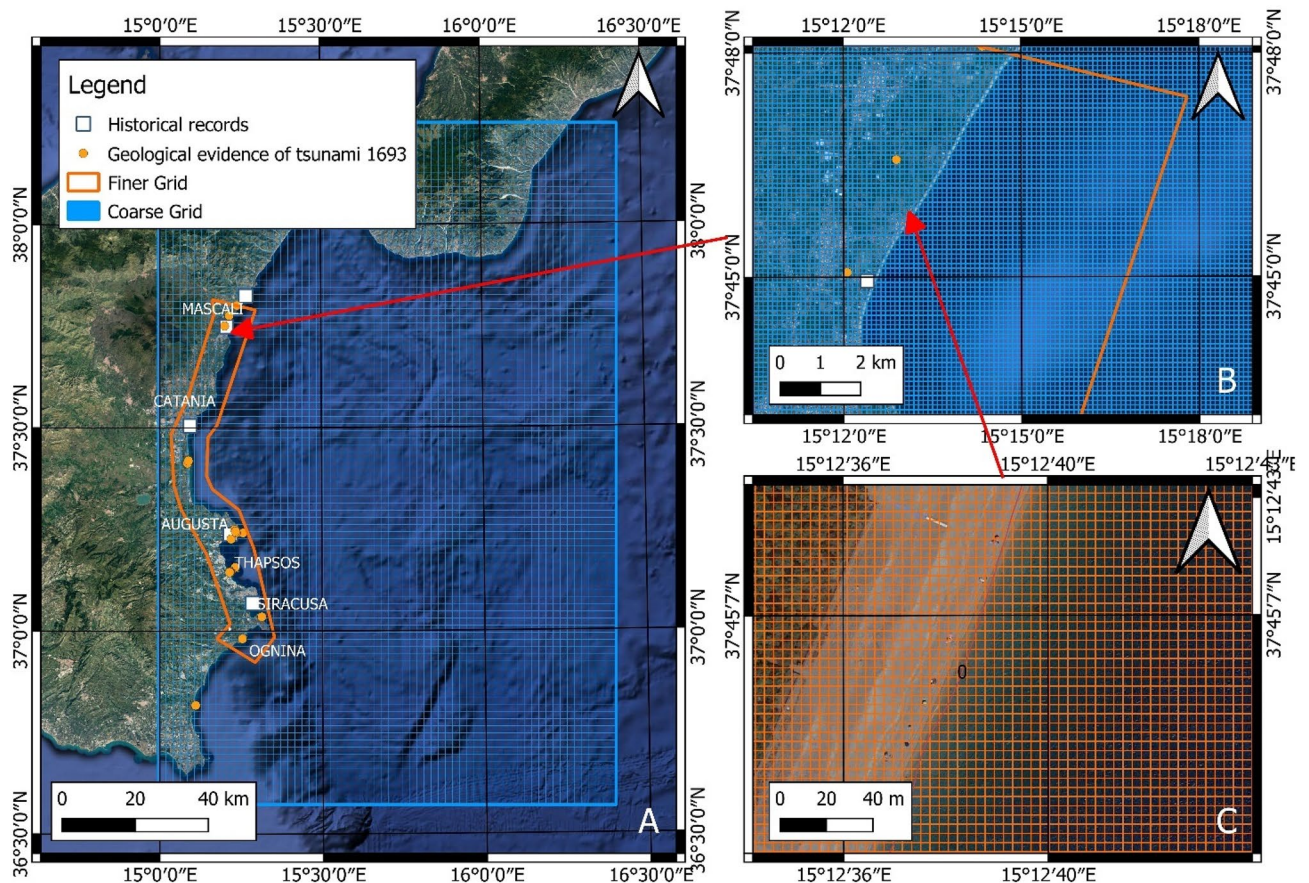 15°0′0″E 15°30′0″E 16°0′0″E 16°30′0″E
Legend
Historical records
Geological evidence of tsunami 1693
Finer Grid
Coarse Grid
38°0′0″N
38°0′0″N
MASCALI
CATANIA
37°30′0″N
37°30′0″N
AUGUSTA
THAPSOS
SIRACUSA
37°0′0″N
37°0′0″N
OGNINA
0 20 40 km
A
36°30′0″N
36°30′0″N
15°0′0″E 15°30′0″E 16°0′0″E 16°30′0″E
15°12′0″E 15°15′0″E 15°18′0″E
37°48′0″N
37°48′0″N
37°45′0″N
37°45′0″N
0 1 2 km
B
15°12′0″E 15°15′0″E 15°18′0″E
15°12′36″E 15°12′40″E
15°12′43″E
37°45′7″N
37°45′7″N
0
0 20 40 m
C
15°12′36″E 15°12′40″E